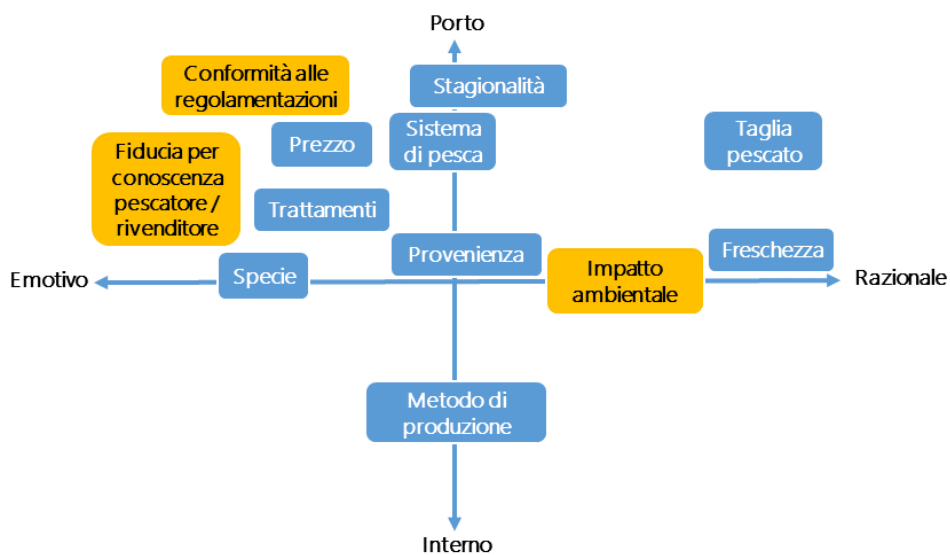 Porto
Conformità alle
regolamentazioni
Stagionalità
Prezzo
Sistema
di pesca
Taglia
pescato
Fiducia per
conoscenza
pescatore /
rivenditore
Trattamenti
Provenienza
Freschezza
Emotivo
Specie
Impatto
ambientale
Razionale
Metodo di
produzione
Interno